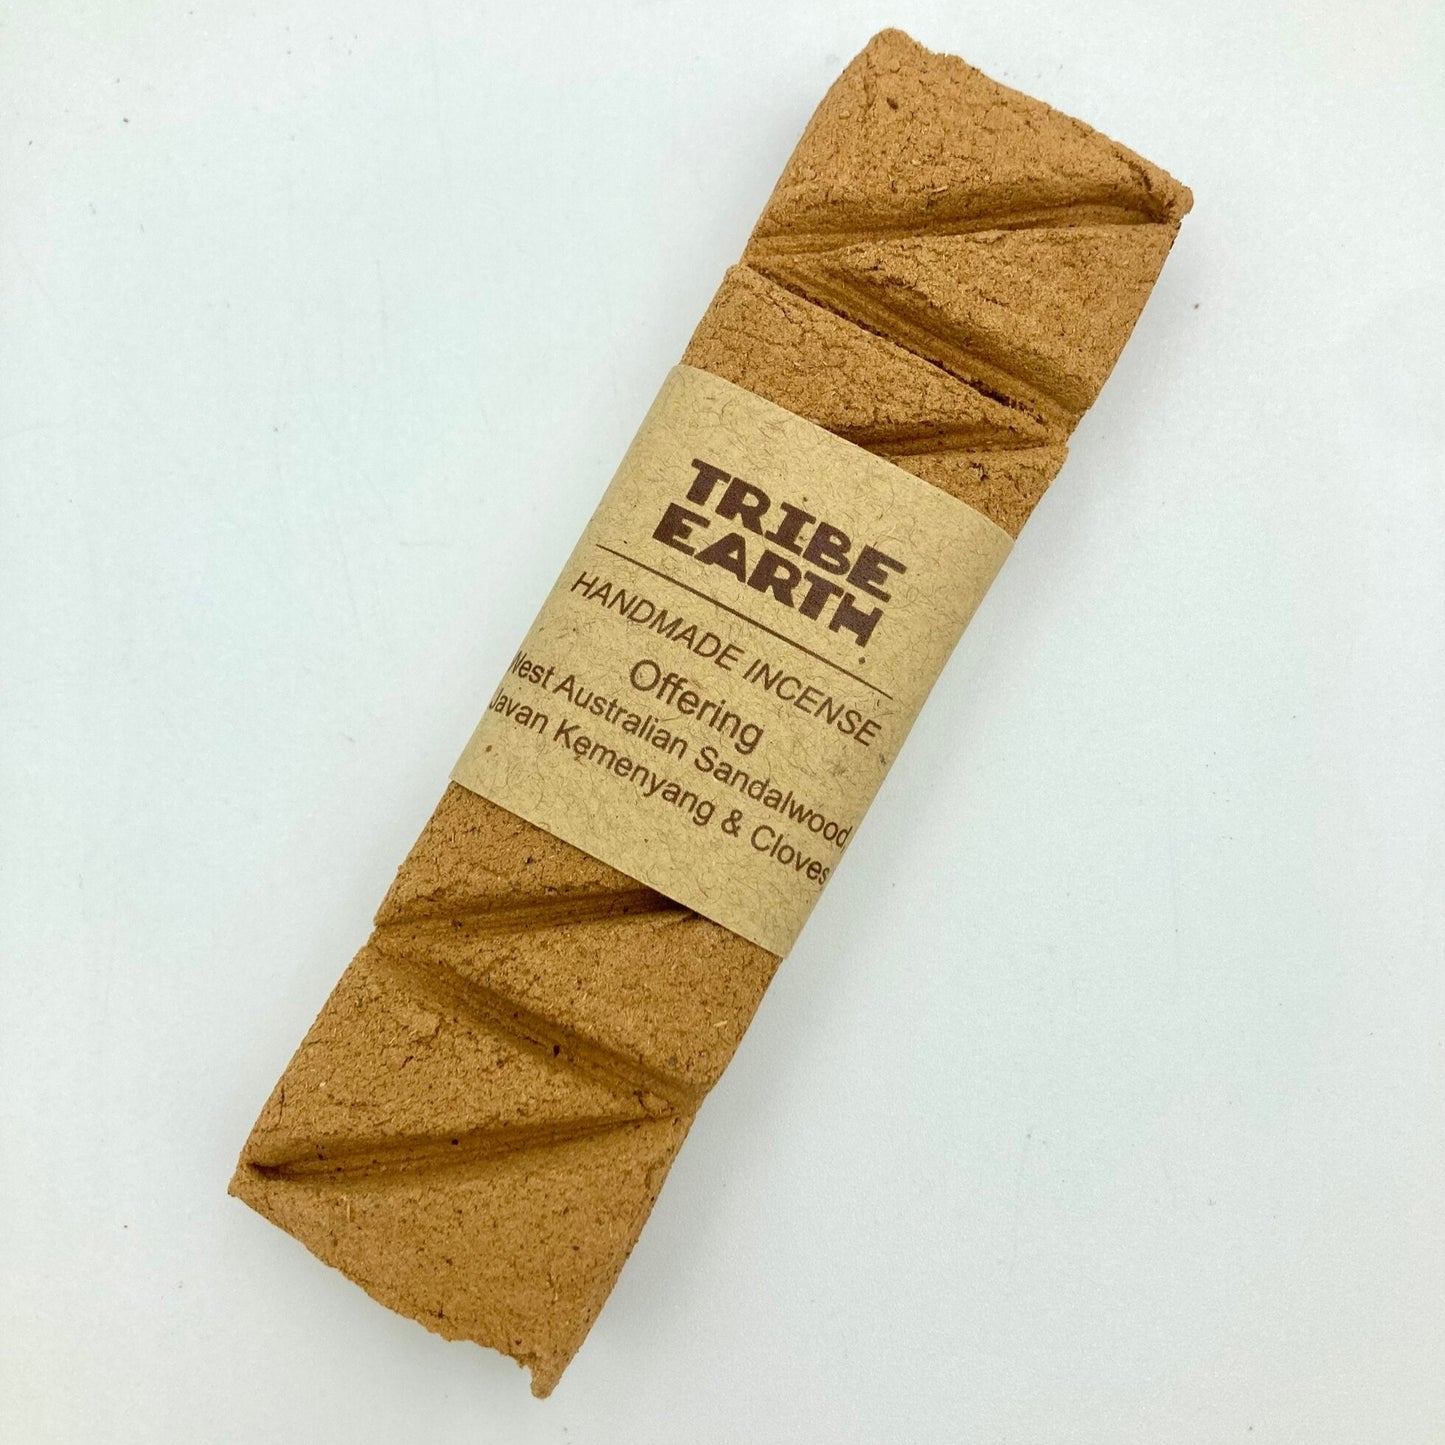 TRIBE
EARTH
HANDMADE INCENSE
Offering
West Australian Sandalwood,
Javan Kemenyang & Cloves